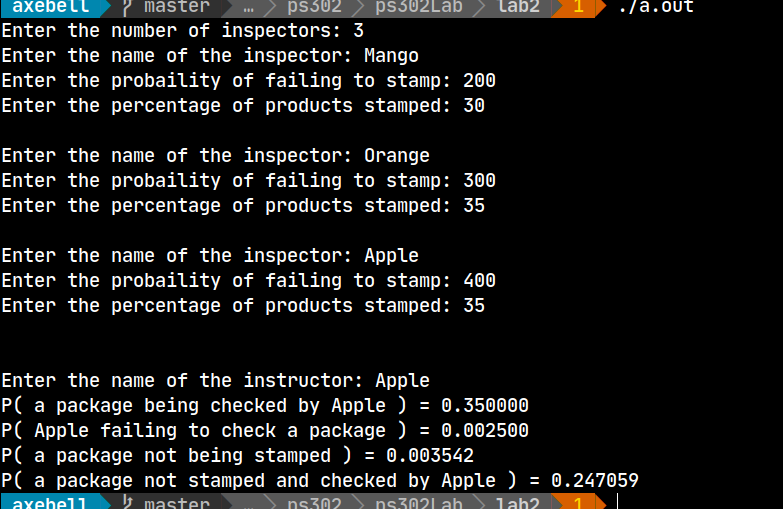 axebell master … ps302 ps302Lab lab2 1 ./a.out
Enter the number of inspectors: 3
Enter the name of the inspector: Mango
Enter the probaility of failing to stamp: 200
Enter the percentage of products stamped: 30
Enter the name of the inspector: Orange
Enter the probaility of failing to stamp: 300
Enter the percentage of products stamped: 35
Enter the name of the inspector: Apple
Enter the probaility of failing to stamp: 400
Enter the percentage of products stamped: 35
Enter the name of the instructor: Apple
P( a package being checked by Apple ) = 0.350000
P( Apple failing to check a package ) = 0.002500
P( a package not being stamped ) = 0.003542
P( a package not stamped and checked by Apple ) = 0.247059
axebell master … ps302 ps302Lab lab2 1